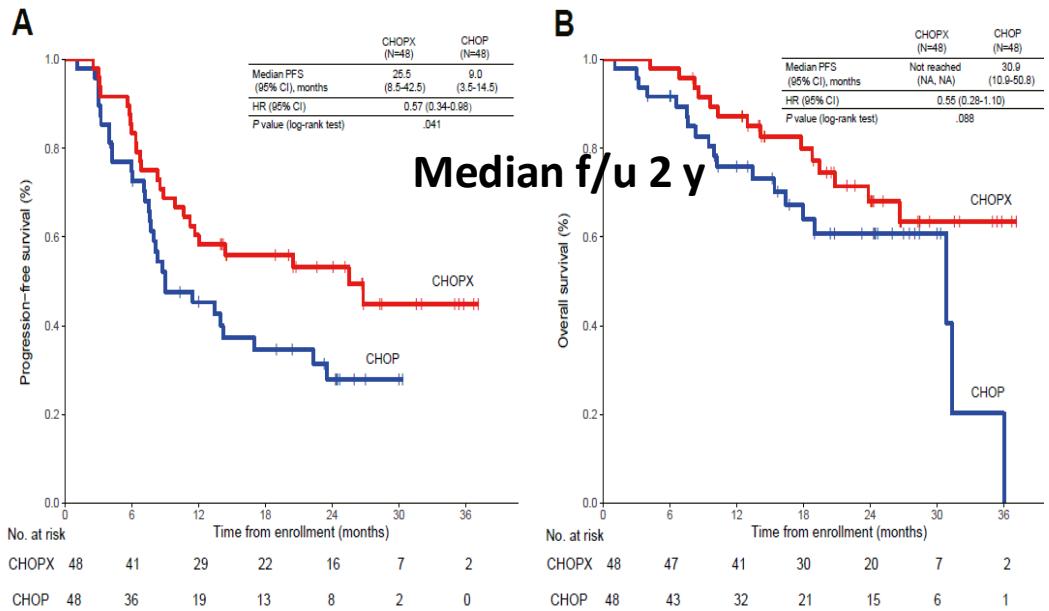 A
CHOPX CHOP
(N=48) (N=48)
Median PFS 25.5 9.0
(95% CI), months (8.5-42.5) (3.5-14.5)
HR (95% CI) 0.57 (0.34-0.98)
P value (log-rank test) .041
Progression-free survival (%)
1.0
0.8
0.6
0.4
0.2
0.0
CHOPX
CHOP
0 6 12 18 24 30 36
Time from enrollment (months)
No. at risk
CHOPX 48 41 29 22 16 7 2
CHOP 48 36 19 13 8 2 0
Median f/u 2 y
B
CHOPX CHOP
(N=48) (N=48)
Median PFS Not reached 30.9
(95% CI), months (NA, NA) (10.9-50.8)
HR (95% CI) 0.55 (0.28-1.10)
P value (log-rank test) .088
Overall survival (%)
1.0
0.8
0.6
0.4
0.2
0.0
CHOPX
CHOP
0 6 12 18 24 30 36
Time from enrollment (months)
No. at risk
CHOPX 48 47 41 30 20 7 2
CHOP 48 43 32 21 15 6 1